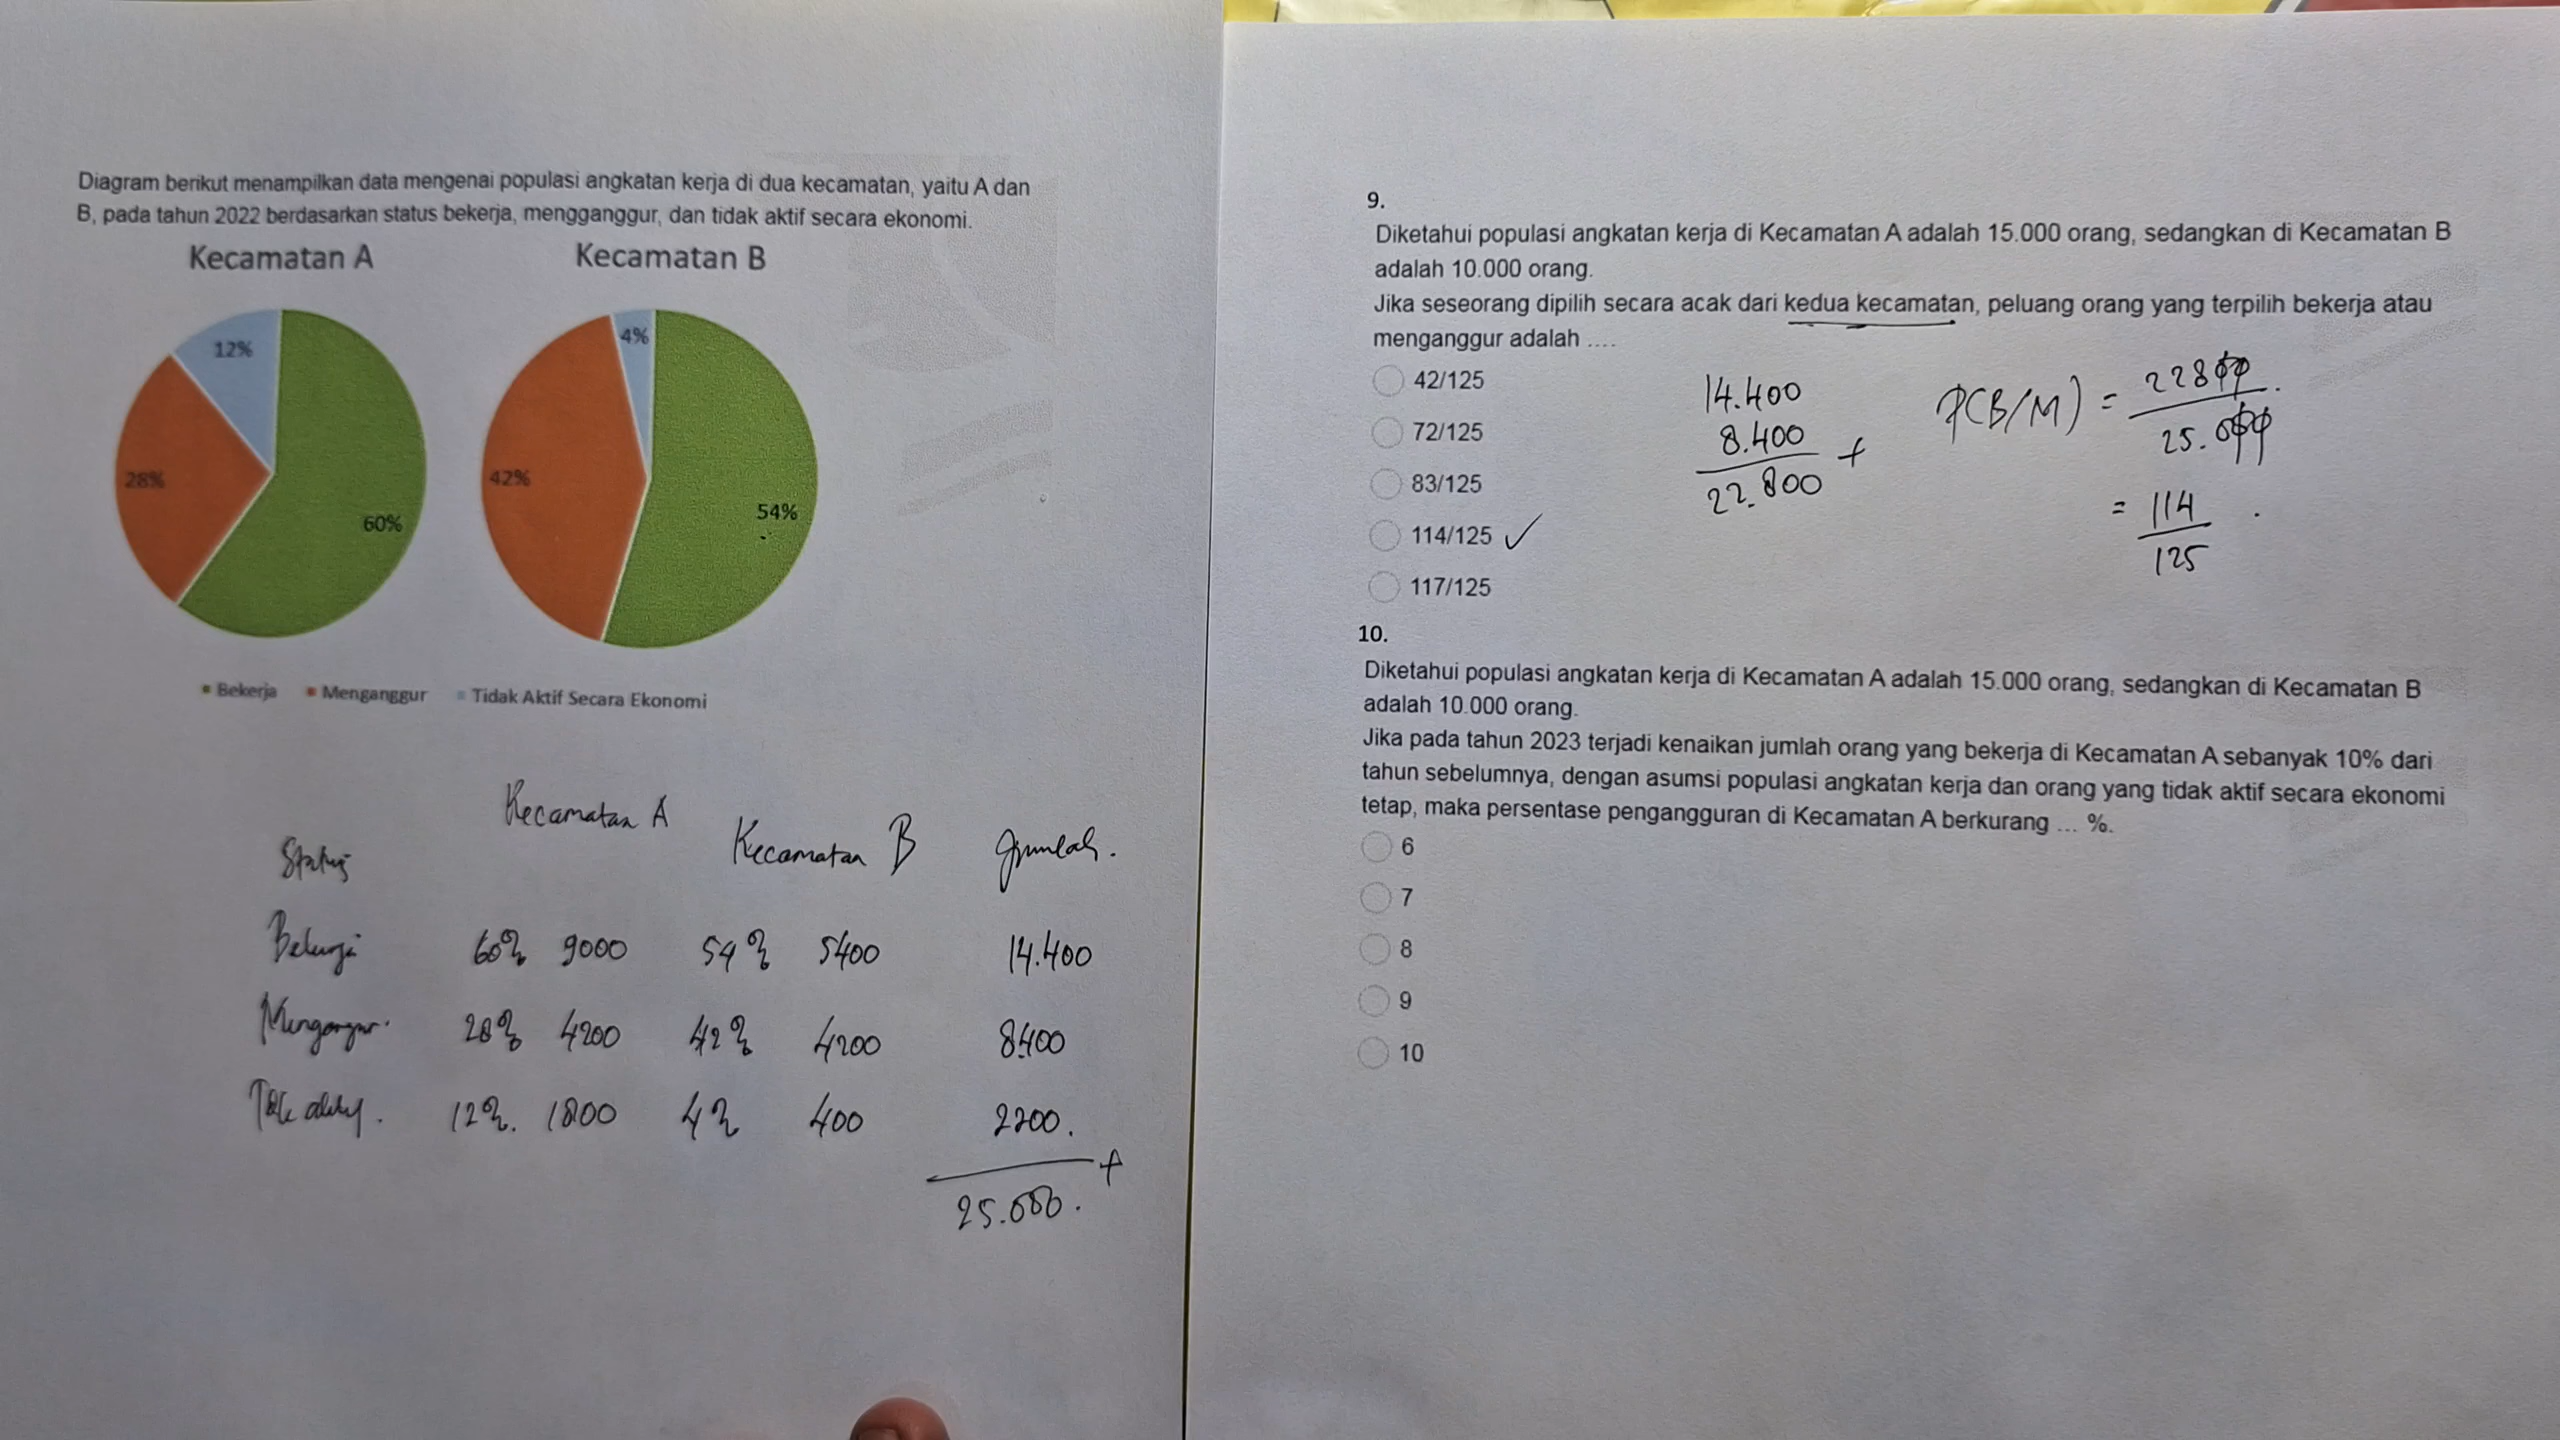 Diagram berikut menampilkan data mengenai populasi angkatan kerja di dua kecamatan, yaitu A dan
B, pada tahun 2022 berdasarkan status bekerja, mengganggur, dan tidak aktif secara ekonomi.
Kecamatan A
Kecamatan B
12%
28%
60%
4%
42%
54%
Bekerja Menganggur Tidak Aktif Secara Ekonomi
Kecamatan A Kecamatan B Jumlah.
Status
Bekerja 60% 9000 54% 5400 14.400
Menganggur 28% 4200 42% 4200 8400
12%. 1800 4% 400 2200.
+
25.000.
9.
Diketahui populasi angkatan kerja di Kecamatan A adalah 15.000 orang, sedangkan di Kecamatan B
adalah 10.000 orang.
Jika seseorang dipilih secara acak dari kedua kecamatan, peluang orang yang terpilih bekerja atau
menganggur adalah ....
42/125
72/125
83/125
114/125 ✓
117/125
14.400
8.400 +
22.800
P(B/M) = 22800 .
25.000
= 114 .
125
10.
Diketahui populasi angkatan kerja di Kecamatan A adalah 15.000 orang, sedangkan di Kecamatan B
adalah 10.000 orang.
Jika pada tahun 2023 terjadi kenaikan jumlah orang yang bekerja di Kecamatan A sebanyak 10% dari
tahun sebelumnya, dengan asumsi populasi angkatan kerja dan orang yang tidak aktif secara ekonomi
tetap, maka persentase pengangguran di Kecamatan A berkurang ... %.
6
7
8
9
10